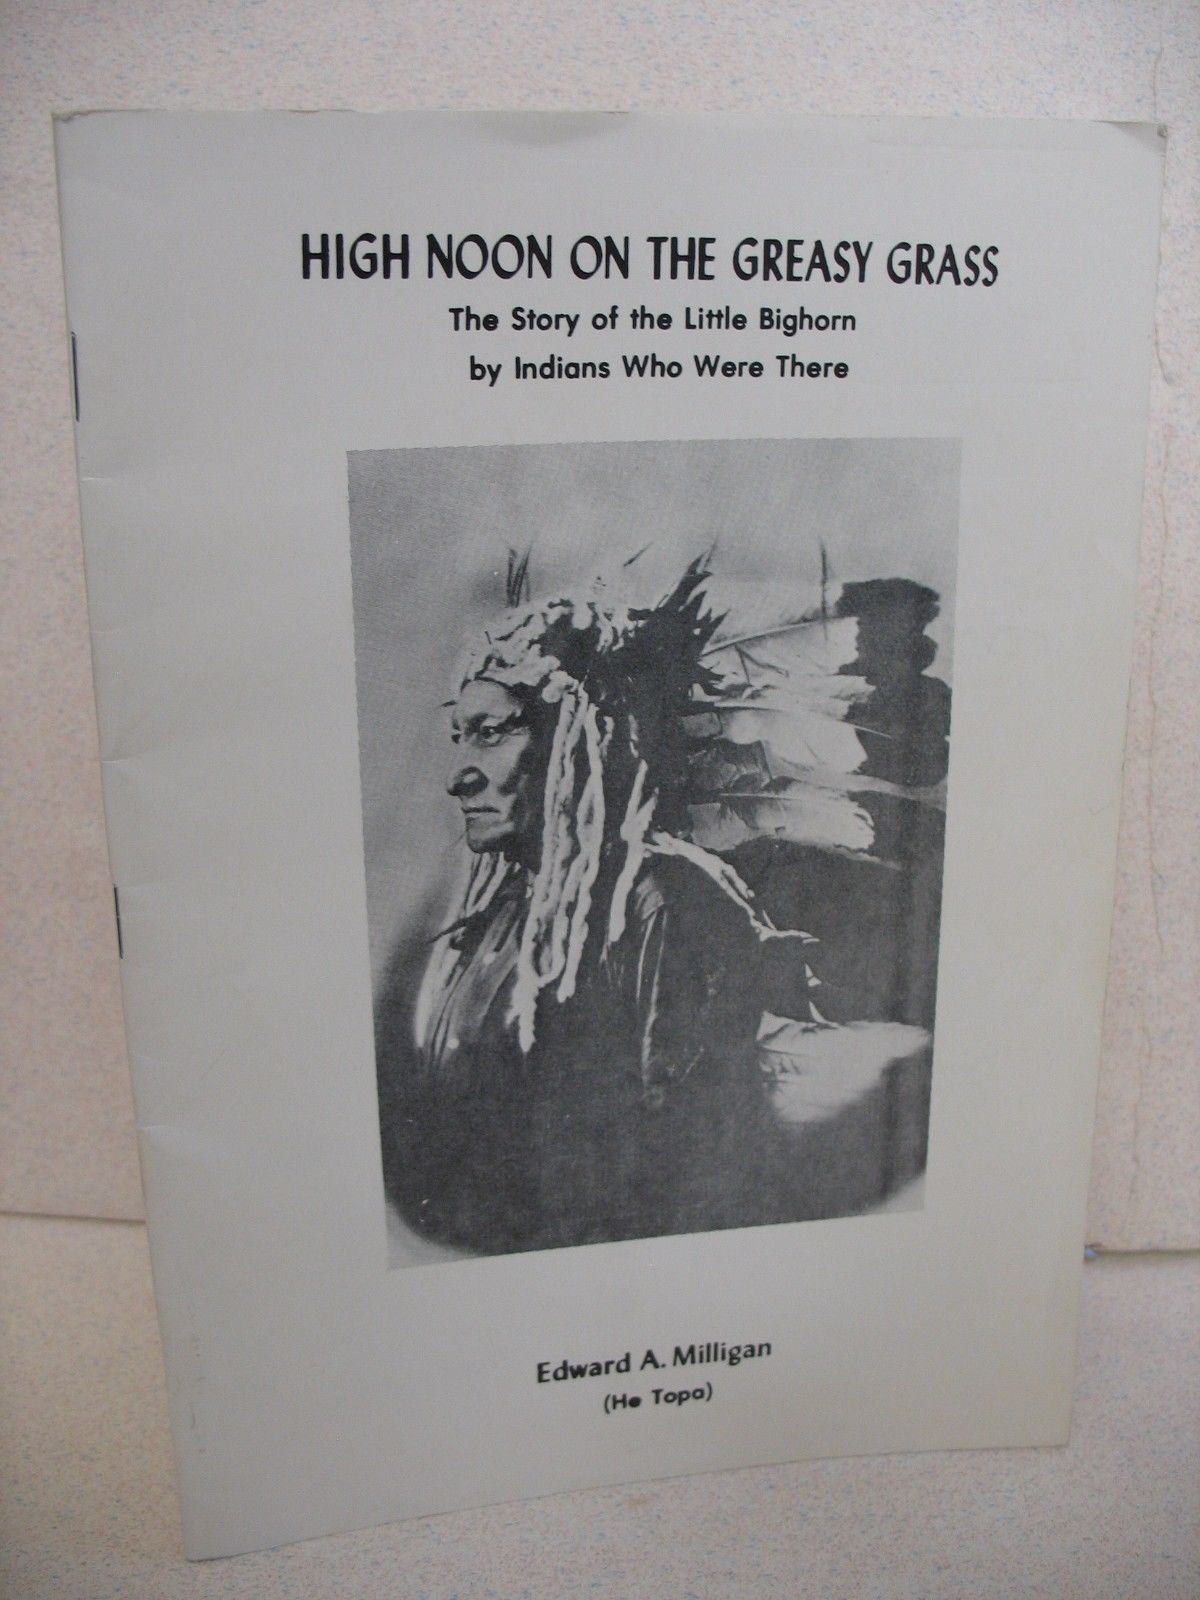 HIGH NOON ON THE GREASY GRASS
The Story of the Little Bighorn
by Indians Who Were There
Edward A. Milligan
(He Topa)